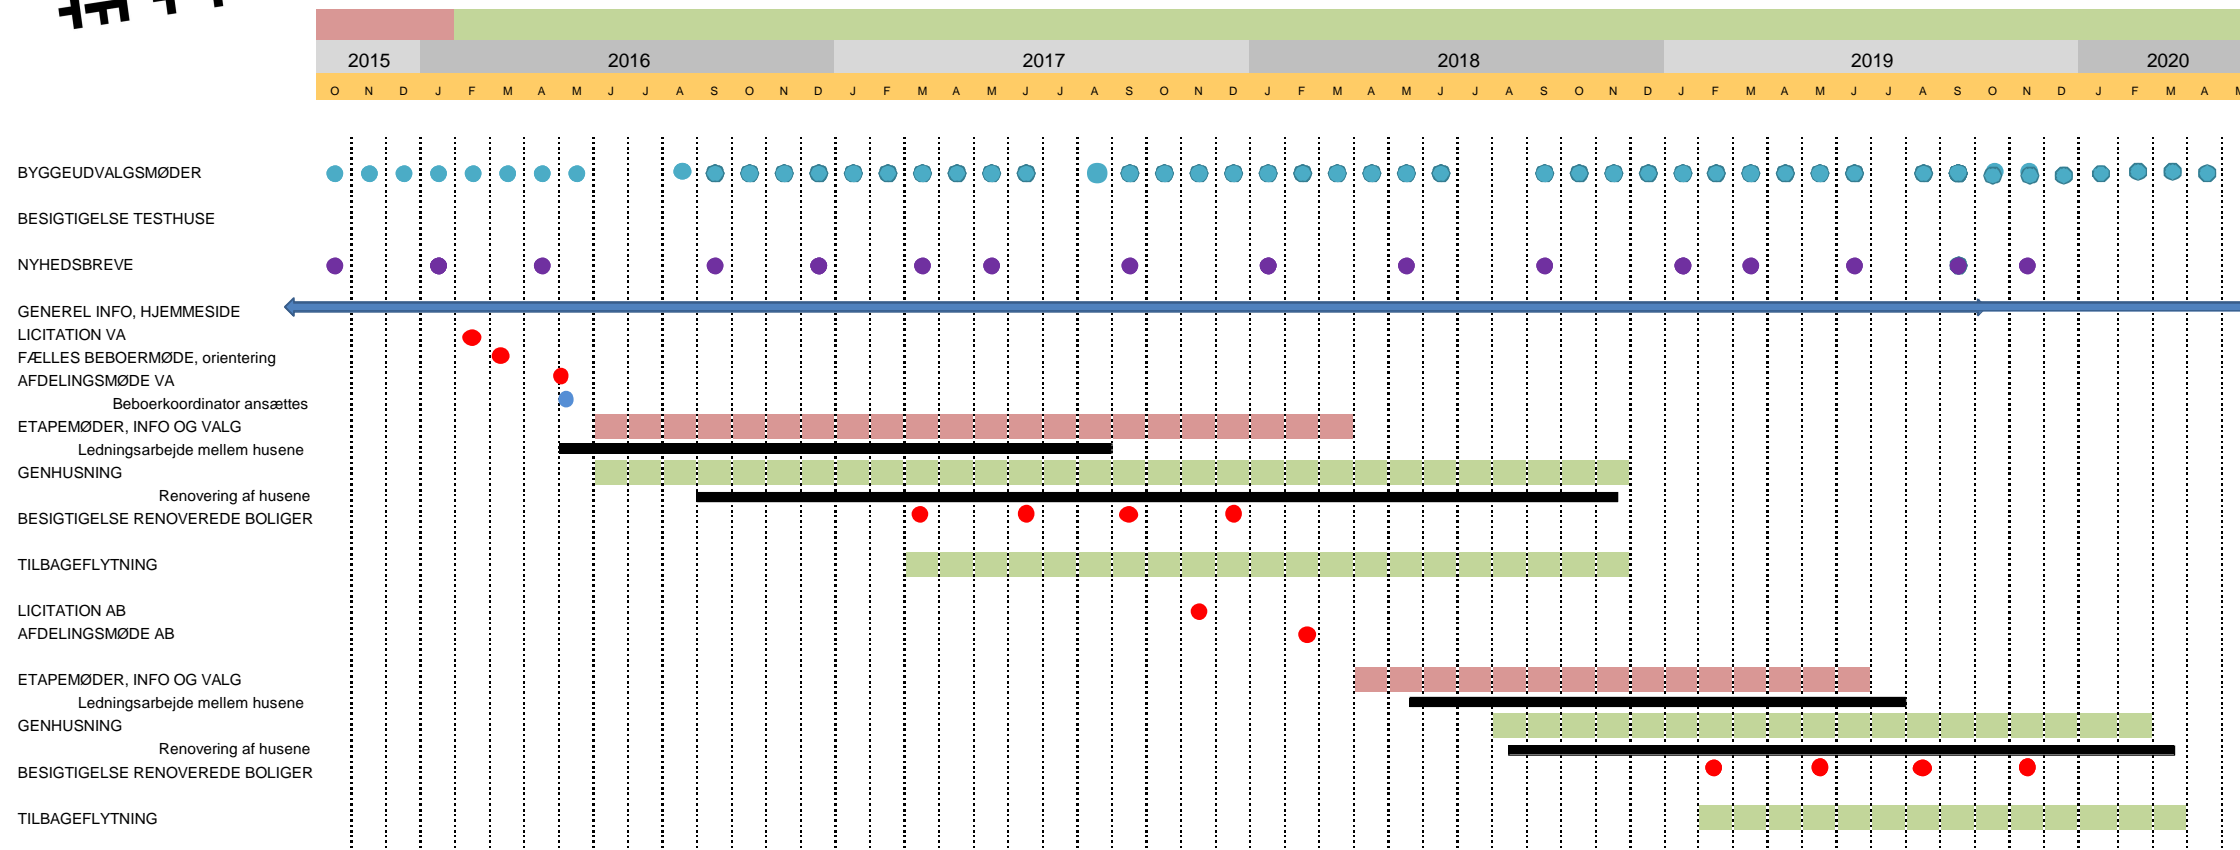 2015 2016 2017 2018 2019 2020
O N D J F M A M J J A S O N D J F M A M J J A S O N D J F M A M J J A S O N D J F M A M J J A S O N D J F M A M
BYGGEUDVALGSMØDER
BESIGTIGELSE TESTHUSE
NYHEDSBREVE
GENEREL INFO, HJEMMESIDE
LICITATION VA
FÆLLES BEBOERMØDE, orientering
AFDELINGSMØDE VA
Beboerkoordinator ansættes
ETAPEMØDER, INFO OG VALG
Ledningsarbejde mellem husene
GENHUSNING
Renovering af husene
BESIGTIGELSE RENOVEREDE BOLIGER
TILBAGEFLYTNING
LICITATION AB
AFDELINGSMØDE AB
ETAPEMØDER, INFO OG VALG
Ledningsarbejde mellem husene
GENHUSNING
Renovering af husene
BESIGTIGELSE RENOVEREDE BOLIGER
TILBAGEFLYTNING